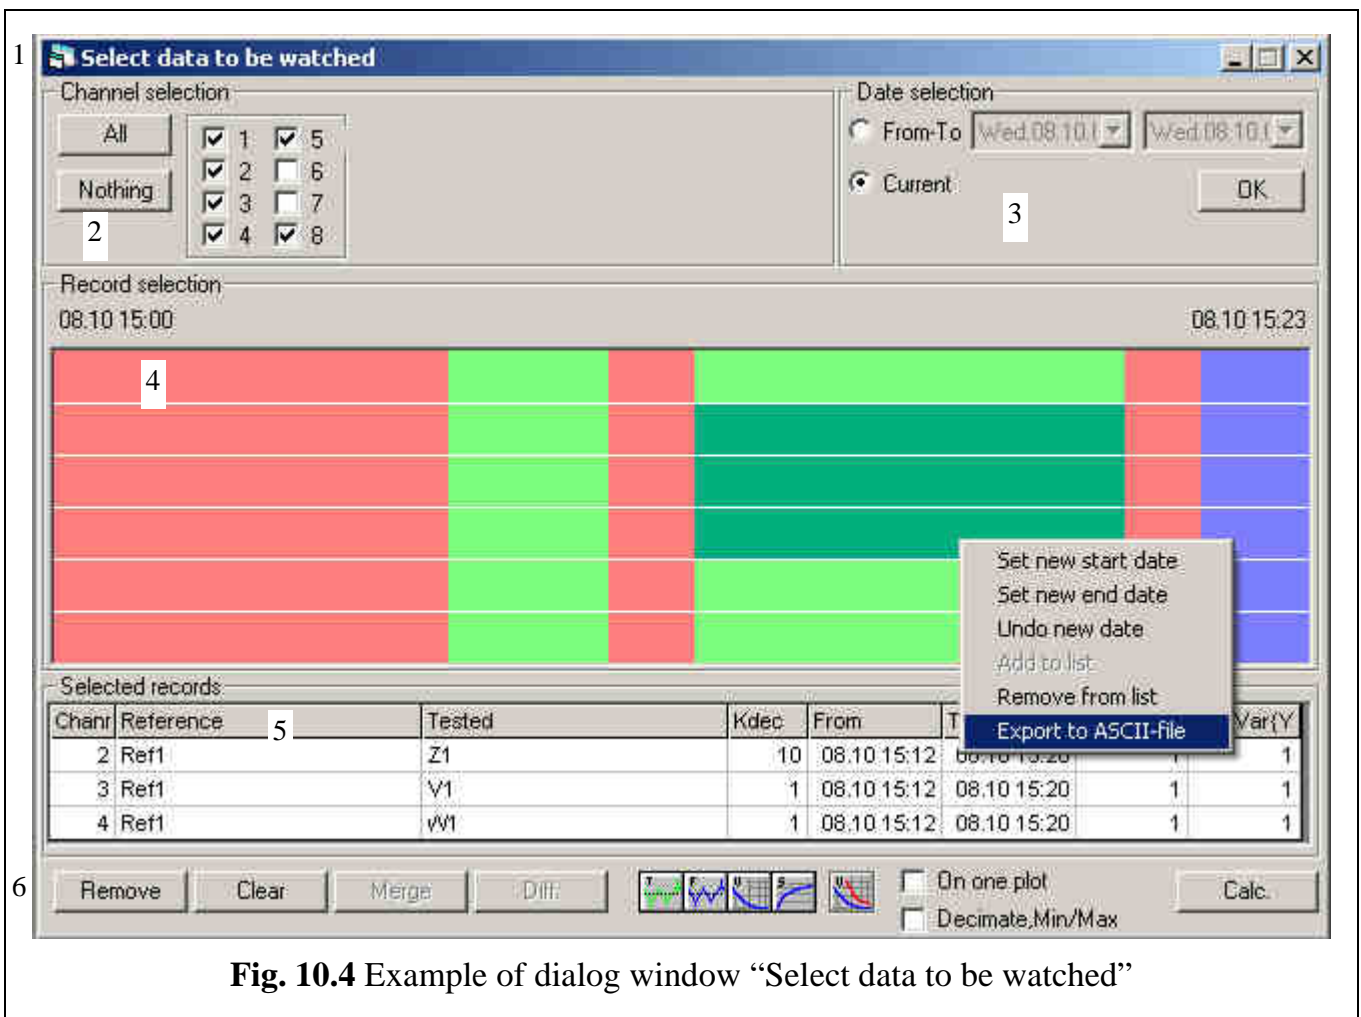 1
Select data to be watched
Channel selection
All
Nothing
2
1 5
2 6
3 7
4 8
Date selection
From-To Wed.08.10.( Wed.08.10.(
Current
OK
3
Record selection
08.10 15:00 08.10 15:23
4
Set new start date
Set new end date
Undo new date
Add to list
Remove from list
Export to ASCII-file
Selected records
Chanr Reference Tested Kdec From T Var{Y
5
2 Ref1 Z1 10 08.10 15:12 08.10 15:20 1 1
3 Ref1 V1 1 08.10 15:12 08.10 15:20 1 1
4 Ref1 W1 1 08.10 15:12 08.10 15:20 1 1
6
Remove Clear Merge Diff. T F U S U On one plot Calc.
Decimate,Min/Max
Fig. 10.4 Example of dialog window “Select data to be watched”